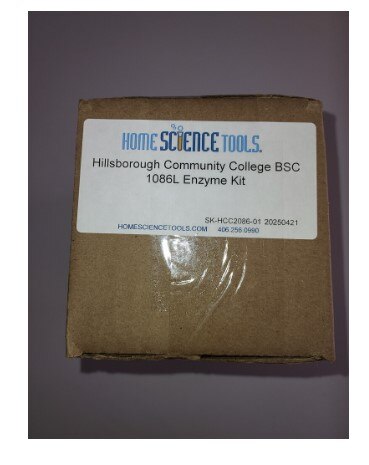 HOME SCIENCE TOOLS.
Hillsborough Community College BSC
1086L Enzyme Kit
SK-HCC2086-01 20250421
HOMESCIENCETOOLS.COM 406.256.0990